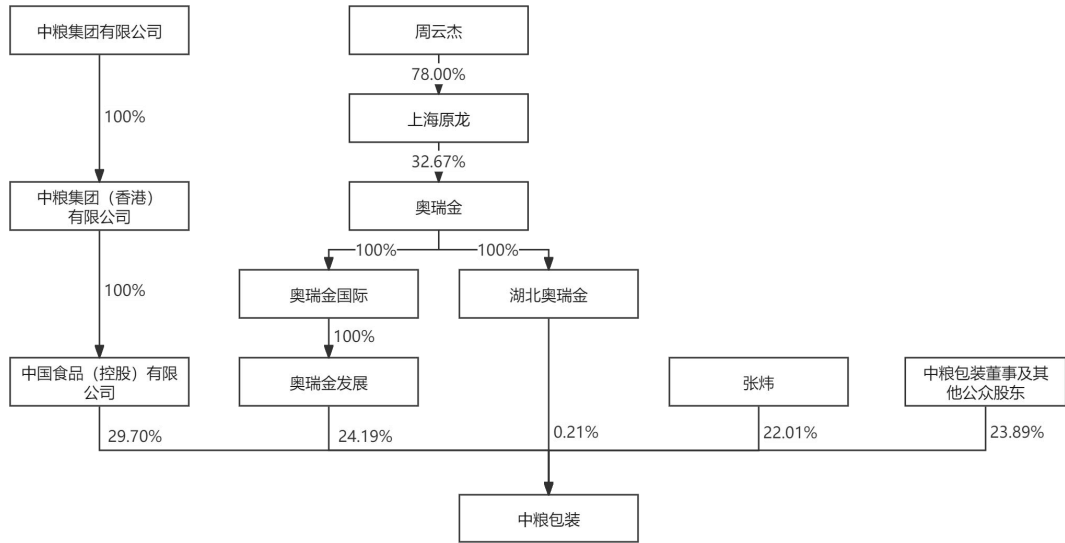 中粮集团有限公司
周云杰
78.00%
100%
上海原龙
32.67%
中粮集团（香港）
有限公司
奥瑞金
100%
100%
奥瑞金国际
湖北奥瑞金
100%
100%
中国食品（控股）有限
公司
奥瑞金发展
张炜
中粮包装董事及其
他公众股东
29.70%
24.19%
0.21%
22.01%
23.89%
中粮包装